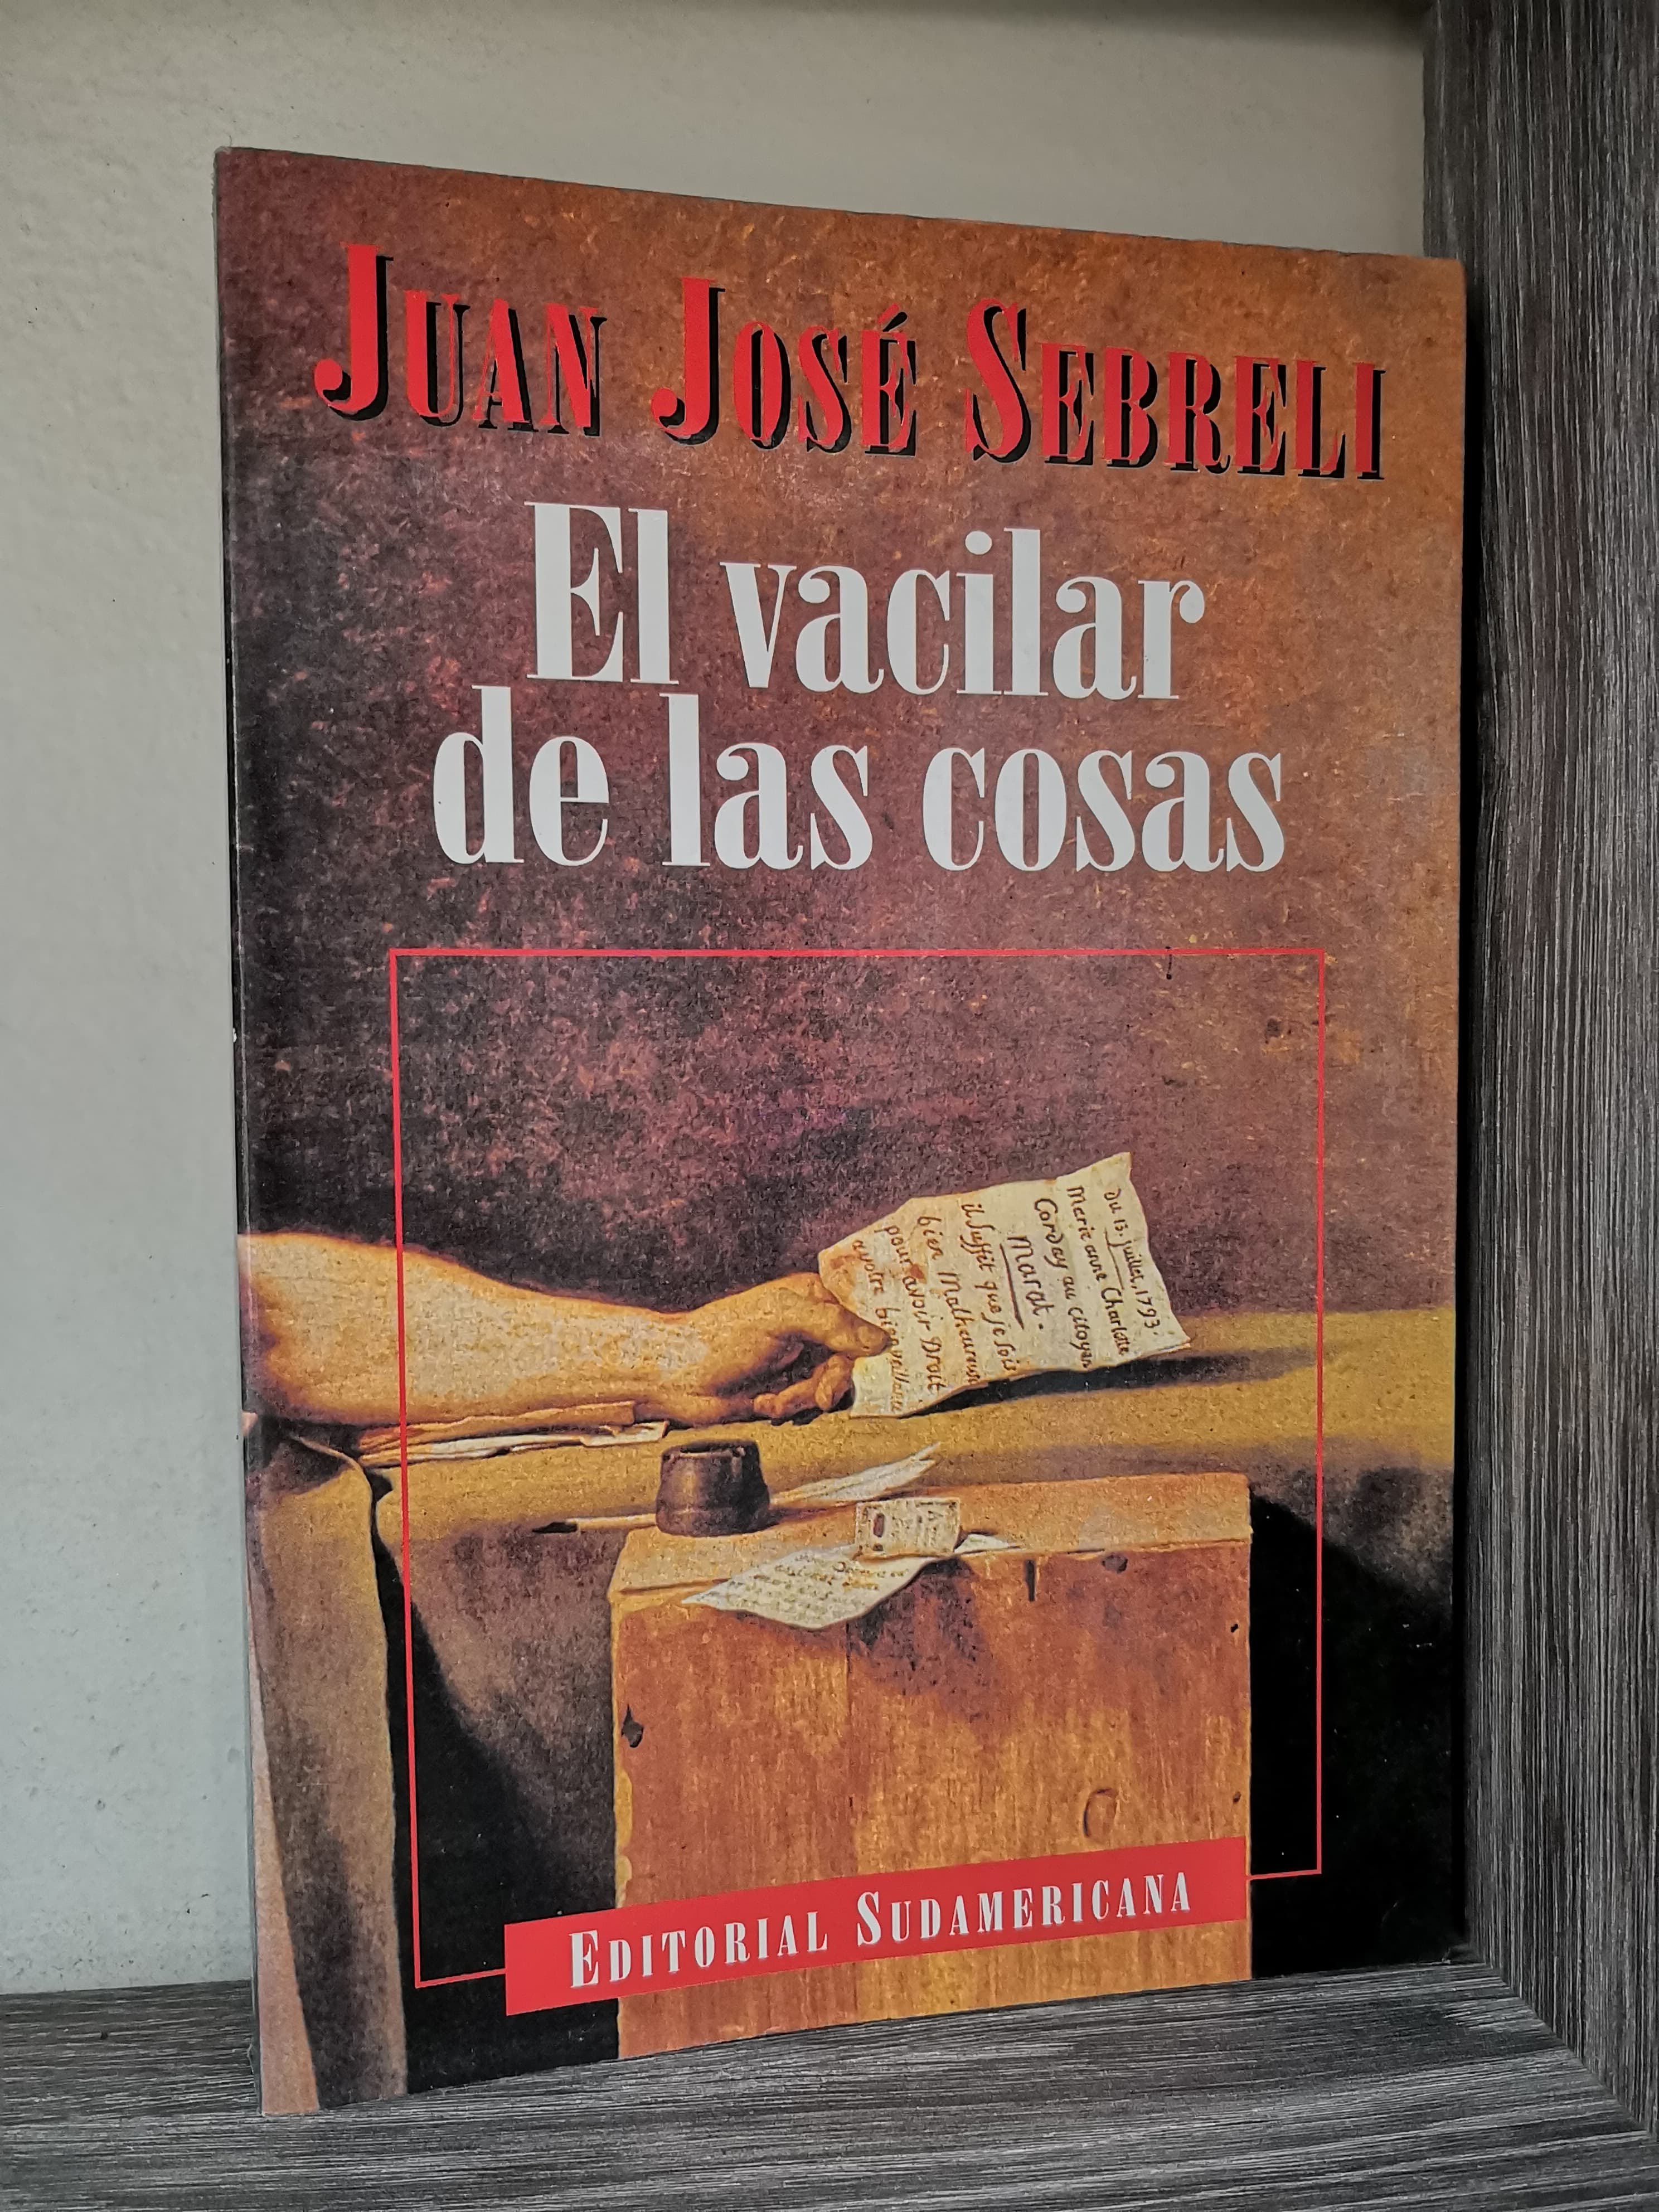 JUAN JOSÉ SEBRELI
El vacilar
de las cosas
du 13. juillet, 1793.
Marie anne Charlotte
Corday au citoyen
Marat.
il suffit que je sois
bien Malheureuse
pour avoir Droit
a votre bienveillance
EDITORIAL SUDAMERICANA